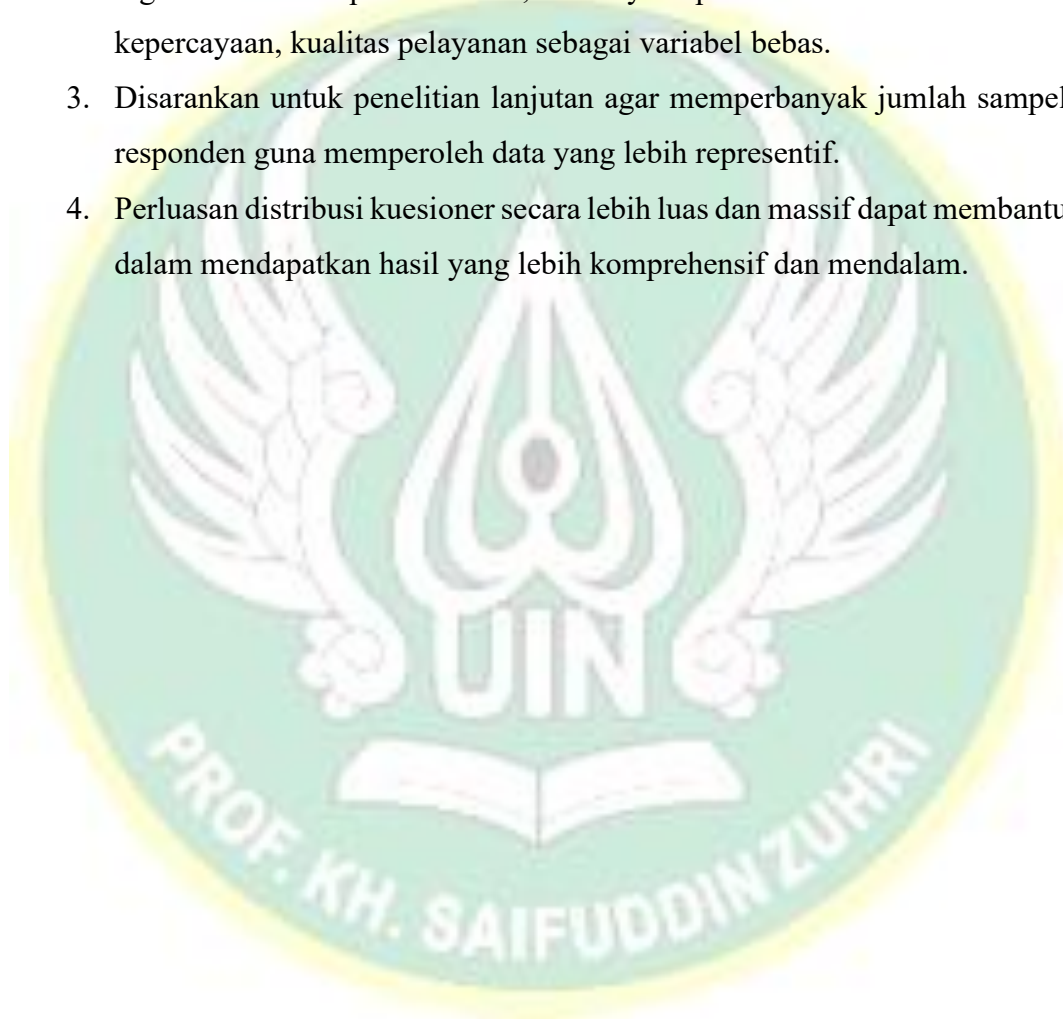 kepercayaan, kualitas pelayanan sebagai variabel bebas.
3. Disarankan untuk penelitian lanjutan agar memperbanyak jumlah sampel
responden guna memperoleh data yang lebih representif.
4. Perluasan distribusi kuesioner secara lebih luas dan massif dapat membantu
dalam mendapatkan hasil yang lebih komprehensif dan mendalam.
UIN
PROF. KH. SAIFUDDIN ZUHRI